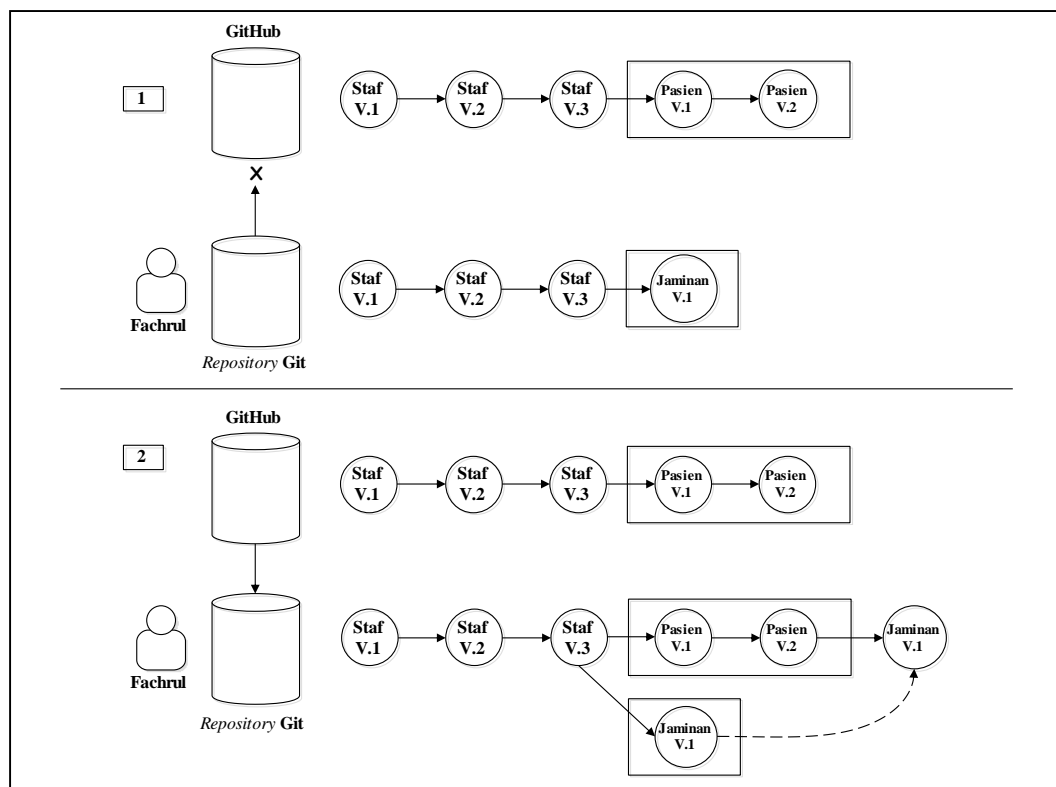 GitHub
1
Staf
V.1
Staf
V.2
Staf
V.3
Pasien
V.1
Pasien
V.2
X
Staf
V.1
Staf
V.2
Staf
V.3
Jaminan
V.1
Fachrul
Repository Git
GitHub
2
Staf
V.1
Staf
V.2
Staf
V.3
Pasien
V.1
Pasien
V.2
Staf
V.1
Staf
V.2
Staf
V.3
Pasien
V.1
Pasien
V.2
Jaminan
V.1
Fachrul
Repository Git
Jaminan
V.1